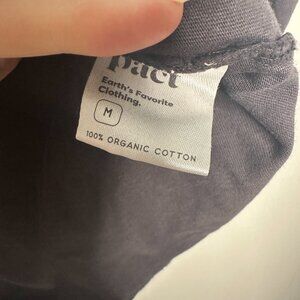 pact
Earth's Favorite
Clothing.
M
100% ORGANIC COTTON